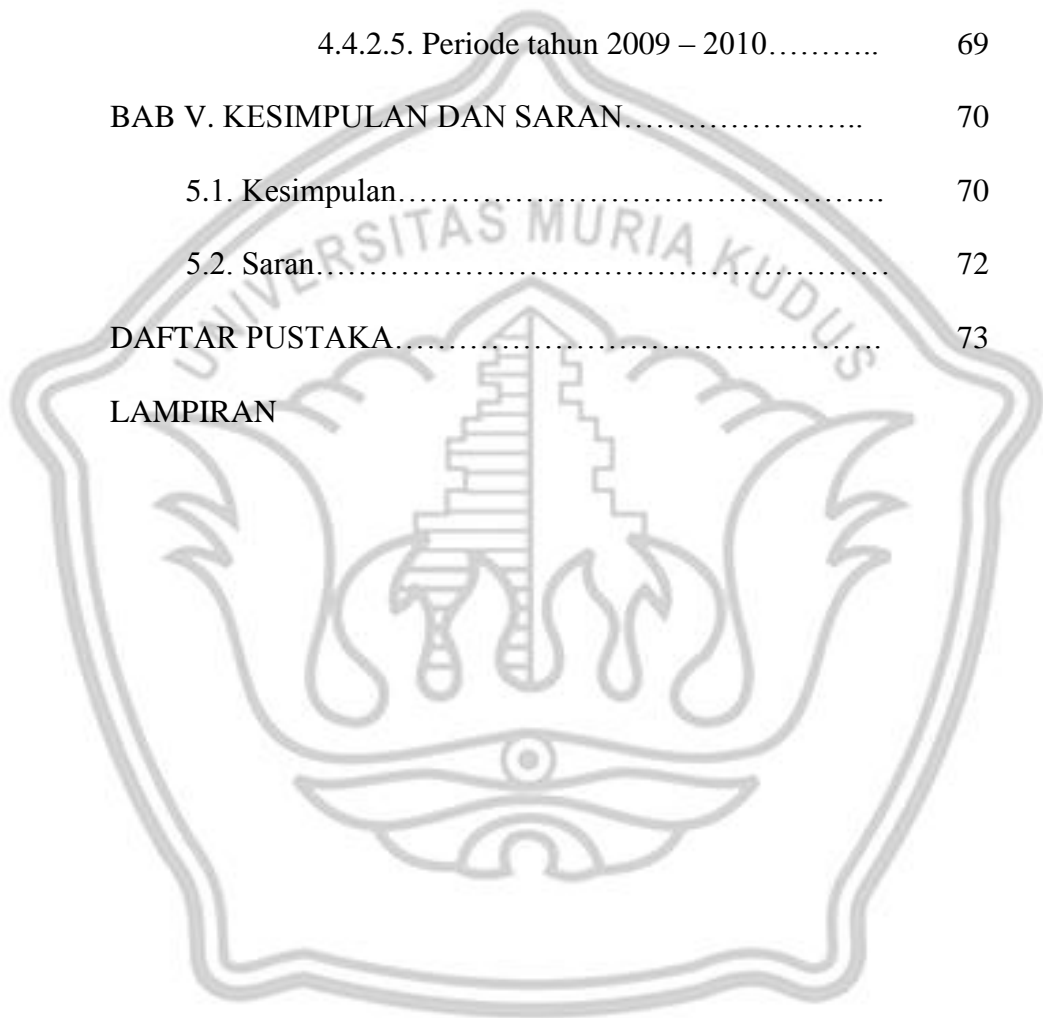 4.4.2.5. Periode tahun 2009 – 2010……….. 69
BAB V. KESIMPULAN DAN SARAN………………….. 70
5.1. Kesimpulan………………………………………. 70
UNIVERSITAS MURIA KUDUS
5.2. Saran………………………………………………. 72
DAFTAR PUSTAKA………………………………………. 73
LAMPIRAN